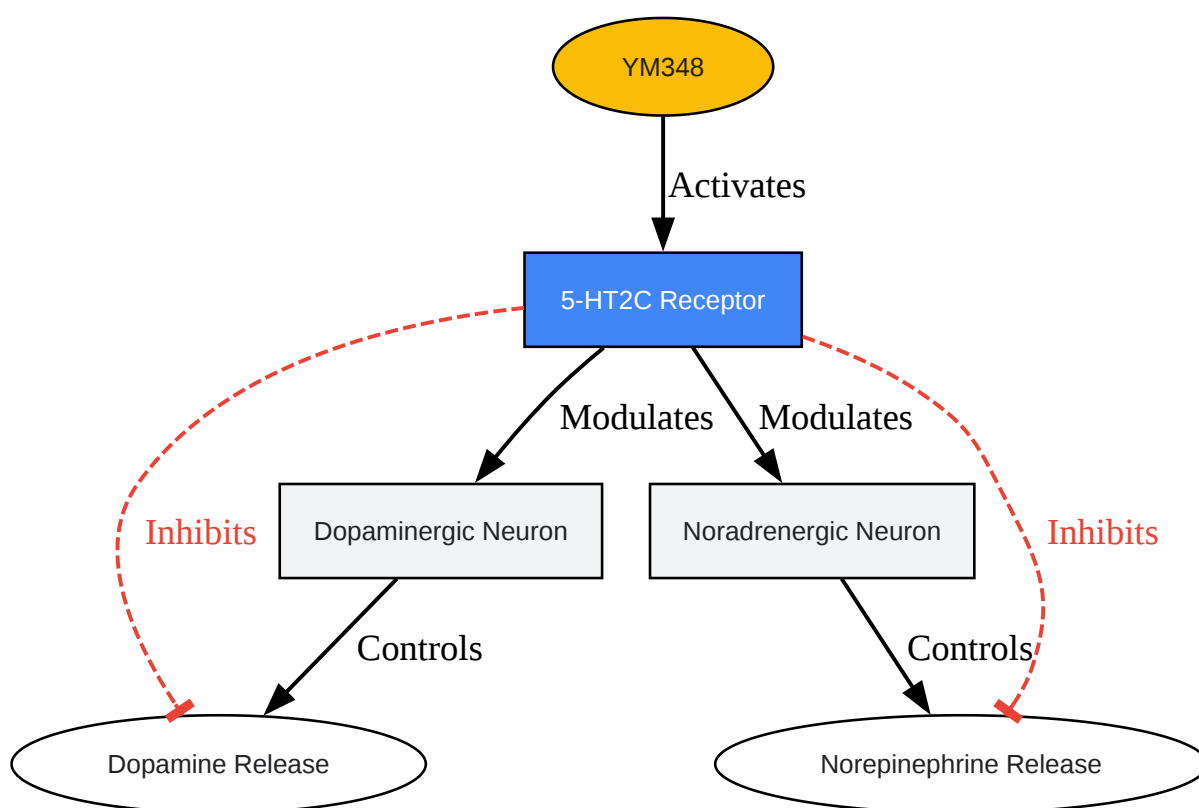 YM348
Activates
5-HT2C Receptor
Modulates
Modulates
Inhibits
Dopaminergic Neuron
Noradrenergic Neuron
Inhibits
Controls
Controls
Dopamine Release
Norepinephrine Release